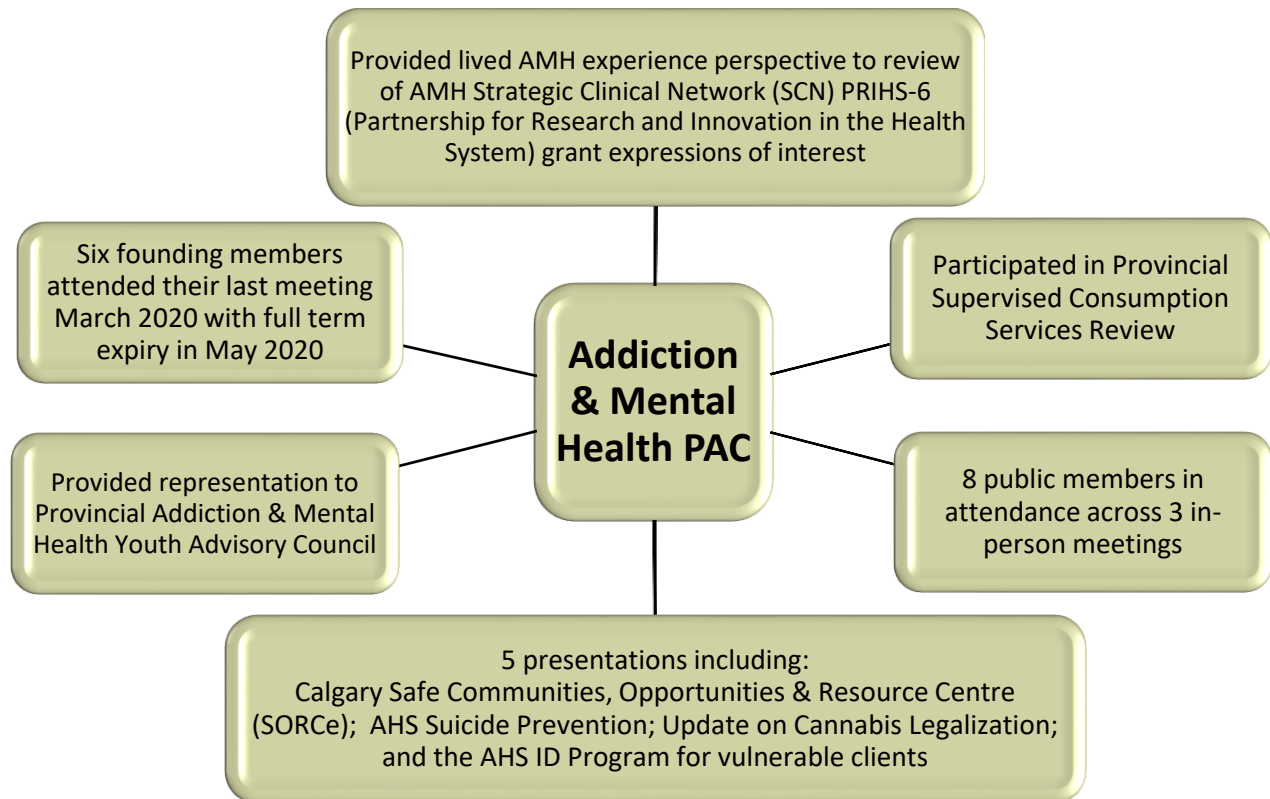 Provided lived AMH experience perspective to review
of AMH Strategic Clinical Network (SCN) PRIHS-6
(Partnership for Research and Innovation in the Health
System) grant expressions of interest
Six founding members
attended their last meeting
March 2020 with full term
expiry in May 2020
Participated in Provincial
Supervised Consumption
Services Review
Addiction
& Mental
Health PAC
Provided representation to
Provincial Addiction & Mental
Health Youth Advisory Council
8 public members in
attendance across 3 in-
person meetings
5 presentations including:
Calgary Safe Communities, Opportunities & Resource Centre
(SORCe); AHS Suicide Prevention; Update on Cannabis Legalization;
and the AHS ID Program for vulnerable clients